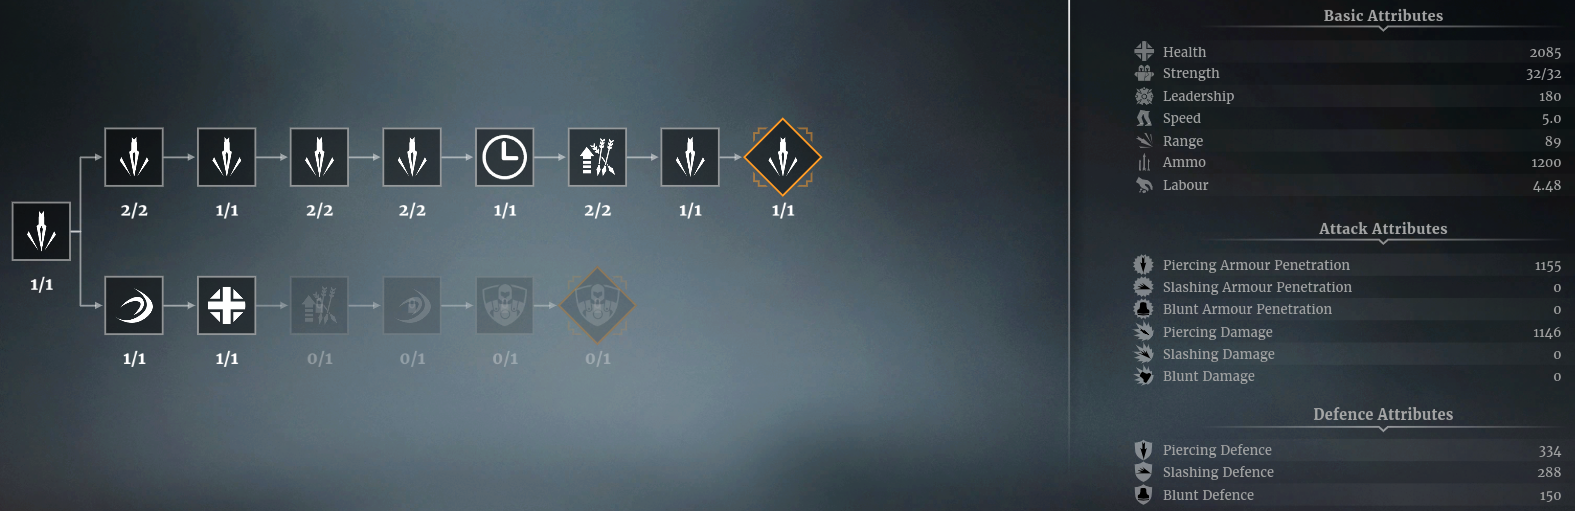 2/2 1/1 2/2 2/2 1/1 2/2 1/1 1/1
1/1
1/1 1/1 0/1 0/1 0/1 0/1
Basic Attributes
Health 2085
Strength 32/32
Leadership 180
Speed 5.0
Range 89
Ammo 1200
Labour 4.48
Attack Attributes
Piercing Armour Penetration 1155
Slashing Armour Penetration 0
Blunt Armour Penetration 0
Piercing Damage 1146
Slashing Damage 0
Blunt Damage 0
Defence Attributes
Piercing Defence 334
Slashing Defence 288
Blunt Defence 150